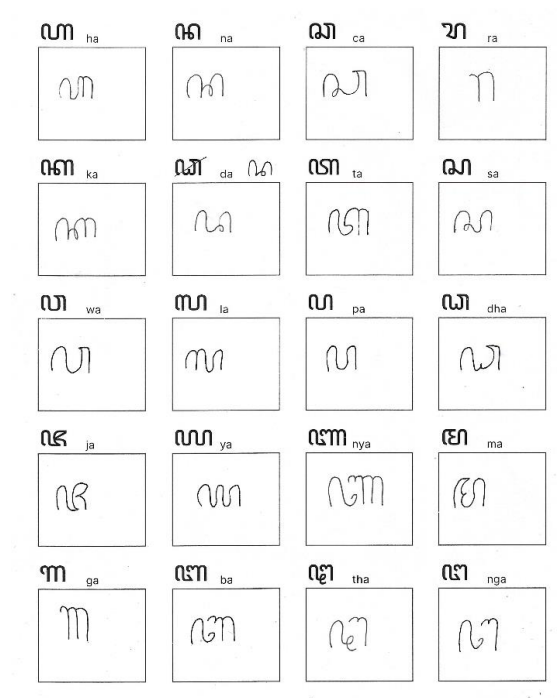 ꦲ ha ꦤ na ꦕ ca ꦫ ra
ꦲ ꦤ ꦕ ꦫ
ꦏ ka ꦢ da ꦢ ꦠ ta ꦱ sa
ꦏ ꦢ ꦠ ꦱ
ꦮ wa ꦭ la ꦥ pa ꦝ dha
ꦮ ꦭ ꦥ ꦝ
ꦗ ja ꦪ ya ꦚ nya ꦩ ma
ꦗ ꦪ ꦚ ꦩ
ꦒ ga ꦧ ba ꦛ tha ꦔ nga
ꦒ ꦧ ꦛ ꦔ